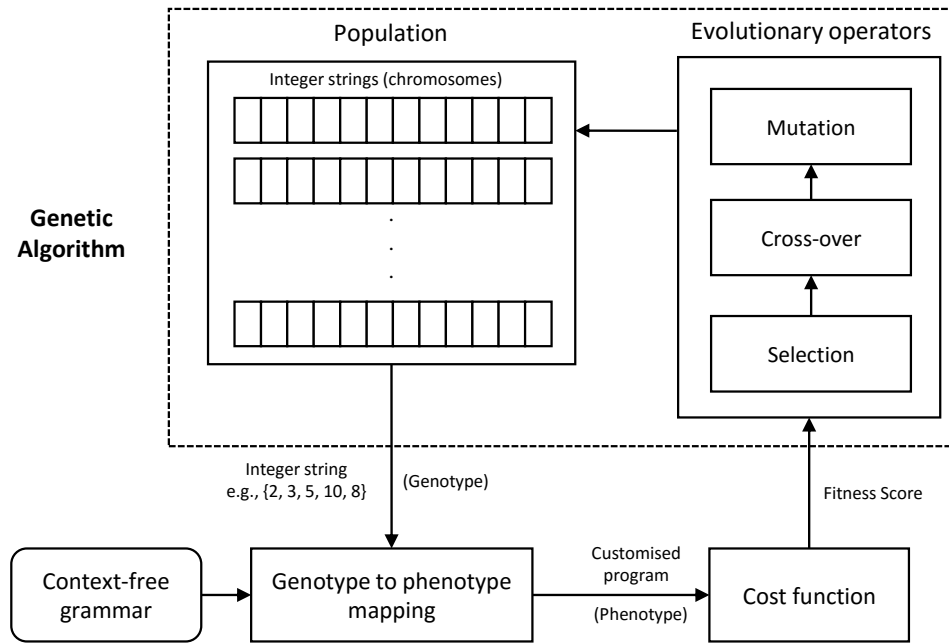 Population
Evolutionary operators
Integer strings (chromosomes)
Mutation
Genetic
Algorithm
Cross-over
.
.
.
Selection
Integer string
e.g., {2, 3, 5, 10, 8}
(Genotype)
Fitness Score
Context-free
grammar
Genotype to phenotype
mapping
Customised
program
(Phenotype)
Cost function